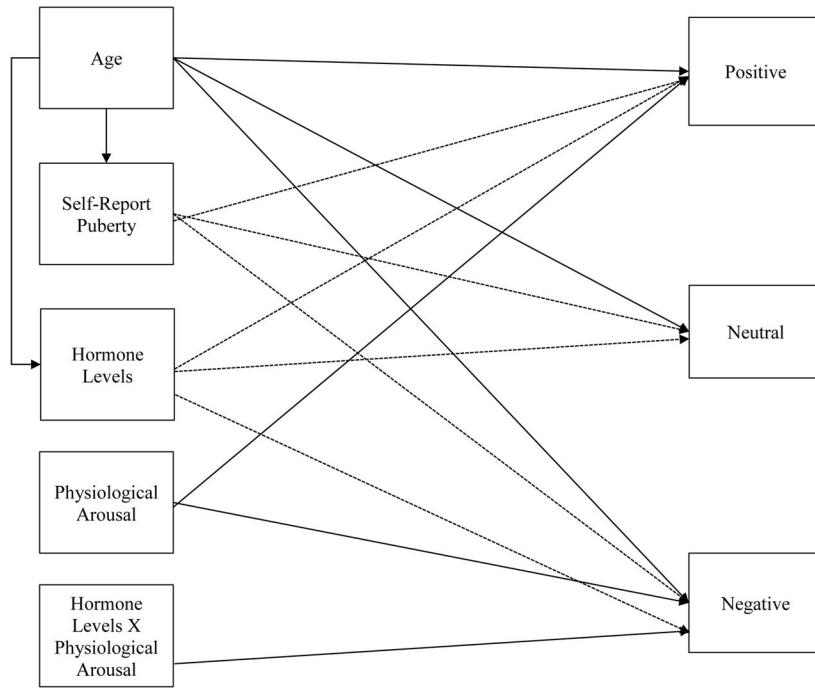 Age
Positive
Self-Report
Puberty
Hormone
Levels
Neutral
Physiological
Arousal
Hormone
Levels X
Physiological
Arousal
Negative